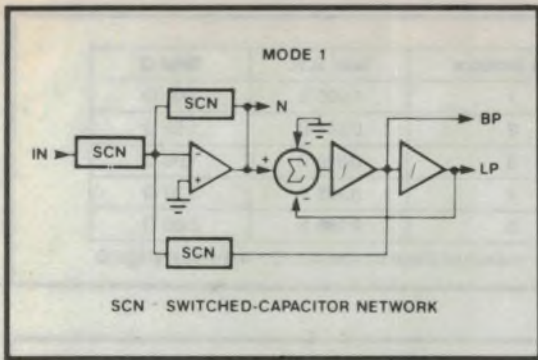 MODE 1
SCN
N
BP
IN
SCN
-
+
+
-
Σ
-
∫
∫
LP
SCN
SCN - SWITCHED-CAPACITOR NETWORK